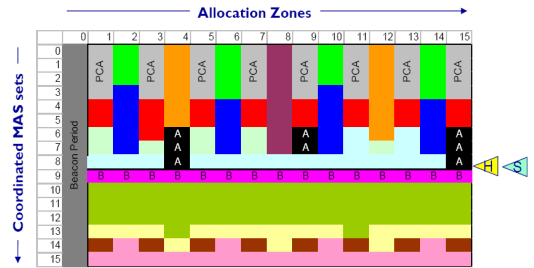 Allocation Zones
0 1 2 3 4 5 6 7 8 9 10 11 12 13 14 15
Coordinated MAS sets
0
1
2
3
4
5
6
7
8
9
10
11
12
13
14
15
Beacon Period
PCA PCA PCA PCA PCA PCA PCA PCA
A A A
A A A
A A A
B B B B B B B B B B B B B B B
H S